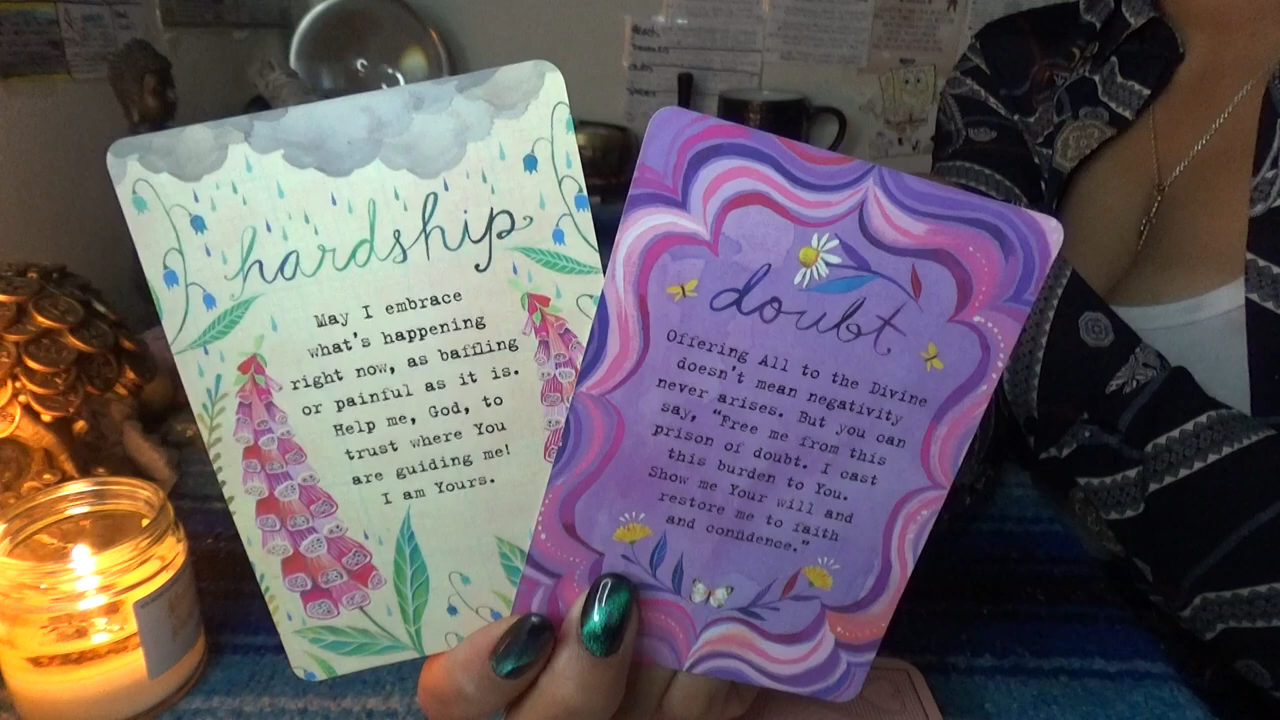 hardship
May I embrace
what's happening
right now, as baffling
or painful as it is.
Help me, God, to
trust where You
are guiding me!
I am Yours.
doubt
Offering All to the Divine
doesn't mean negativity
never arises. But you can
say, "Free me from this
prison of doubt. I cast
this burden to You.
Show me Your will and
restore me to faith
and confidence."